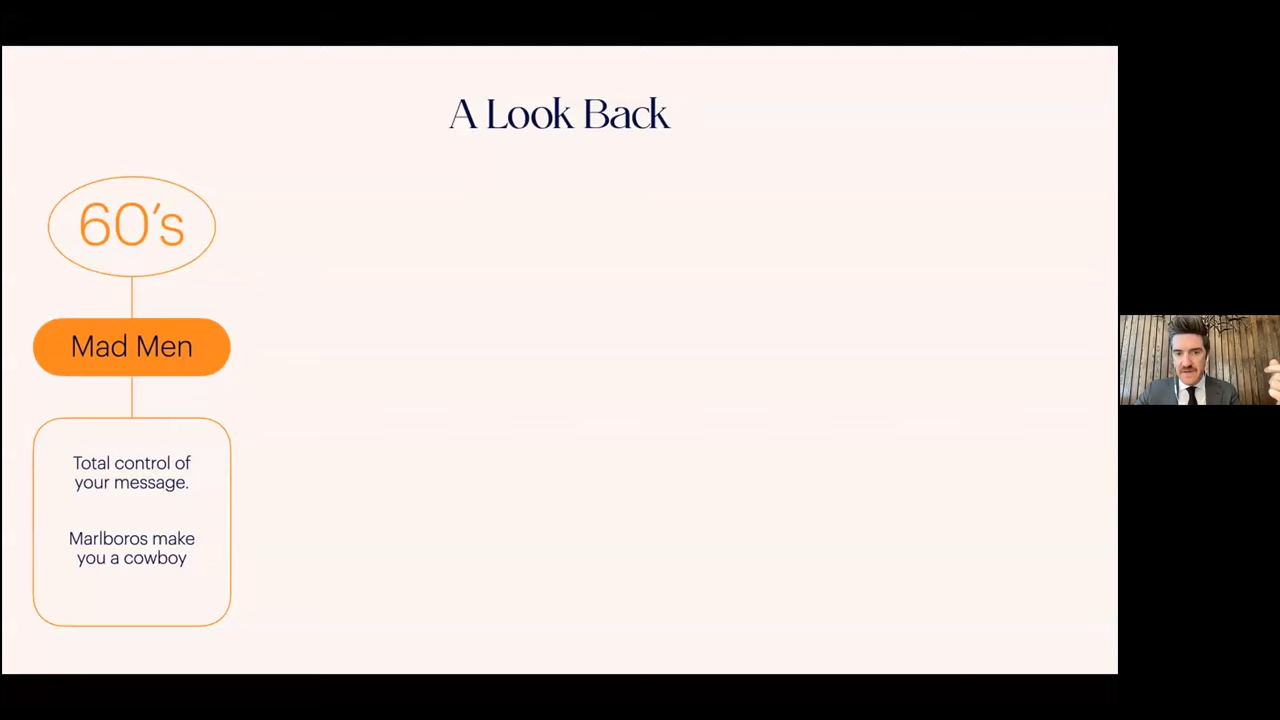 A Look Back
60's
Mad Men
Total control of
your message.
Marlboros make
you a cowboy